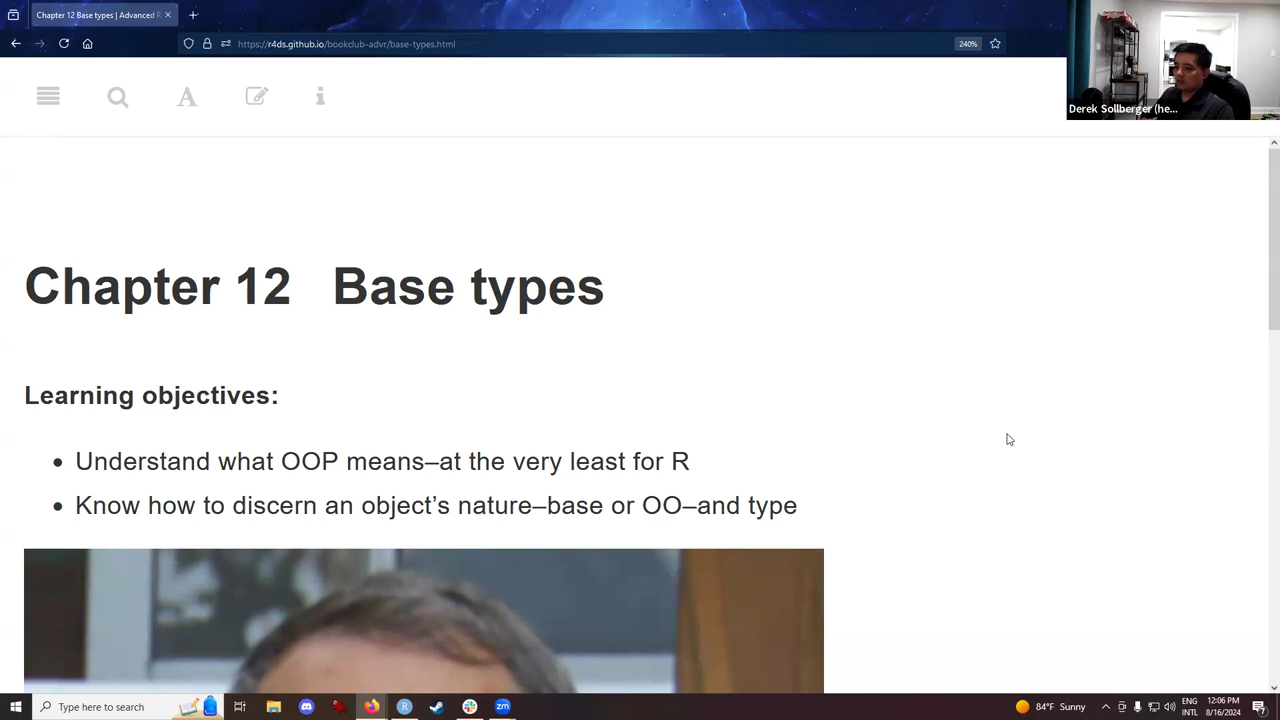 Chapter 12 Base types | Advanced R
https://r4ds.github.io/bookclub-advr/base-types.html
240%
Derek Sollberger (he...
Chapter 12 Base types
Learning objectives:
Understand what OOP means–at the very least for R
Know how to discern an object's nature–base or OO–and type
Type here to search
84°F Sunny
ENG
INTL
12:06 PM
8/16/2024